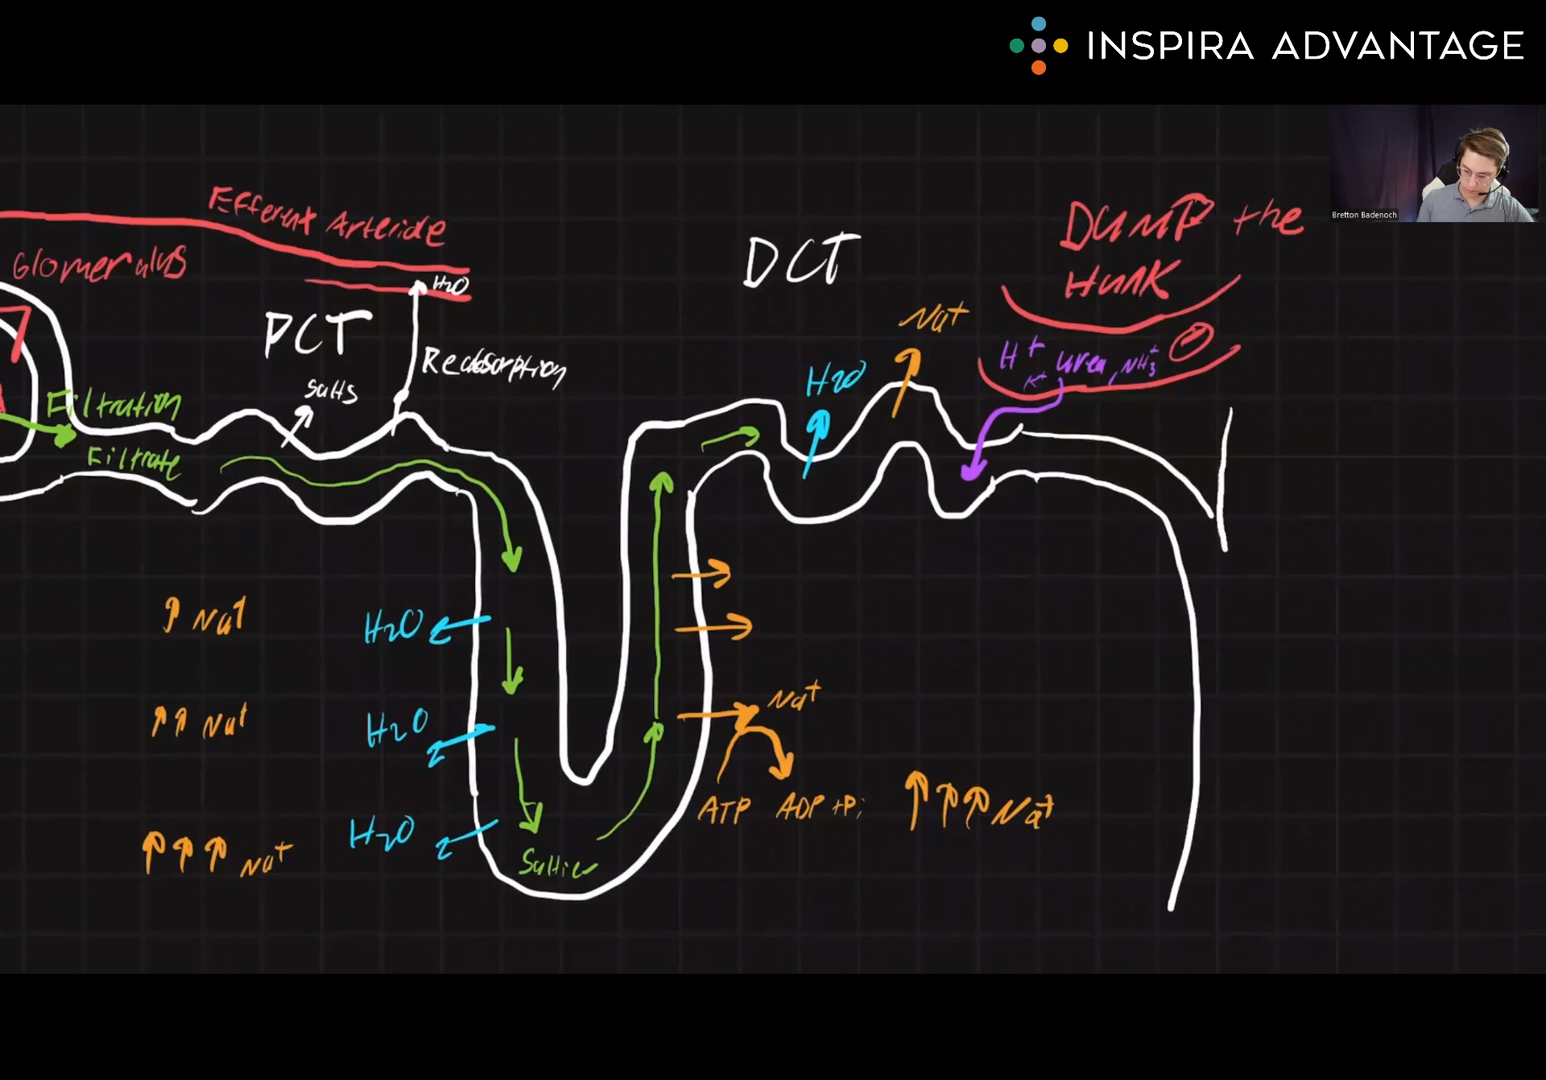 INSPIRA ADVANTAGE
Bretton Badenoch
Efferent Arteriole
Glomerulus
H2O
PCT
Reabsorption
salts
Filtration
Filtrate
DCT
DUMP the
HUNK
Na+
H2O
H+ urea, NH3+
K+
↑ Na+
H2O
↑↑ Na+
H2O
Na+
ATP ADP +Pi
↑↑↑ Na+
↑↑↑ Na+
H2O
Saltier